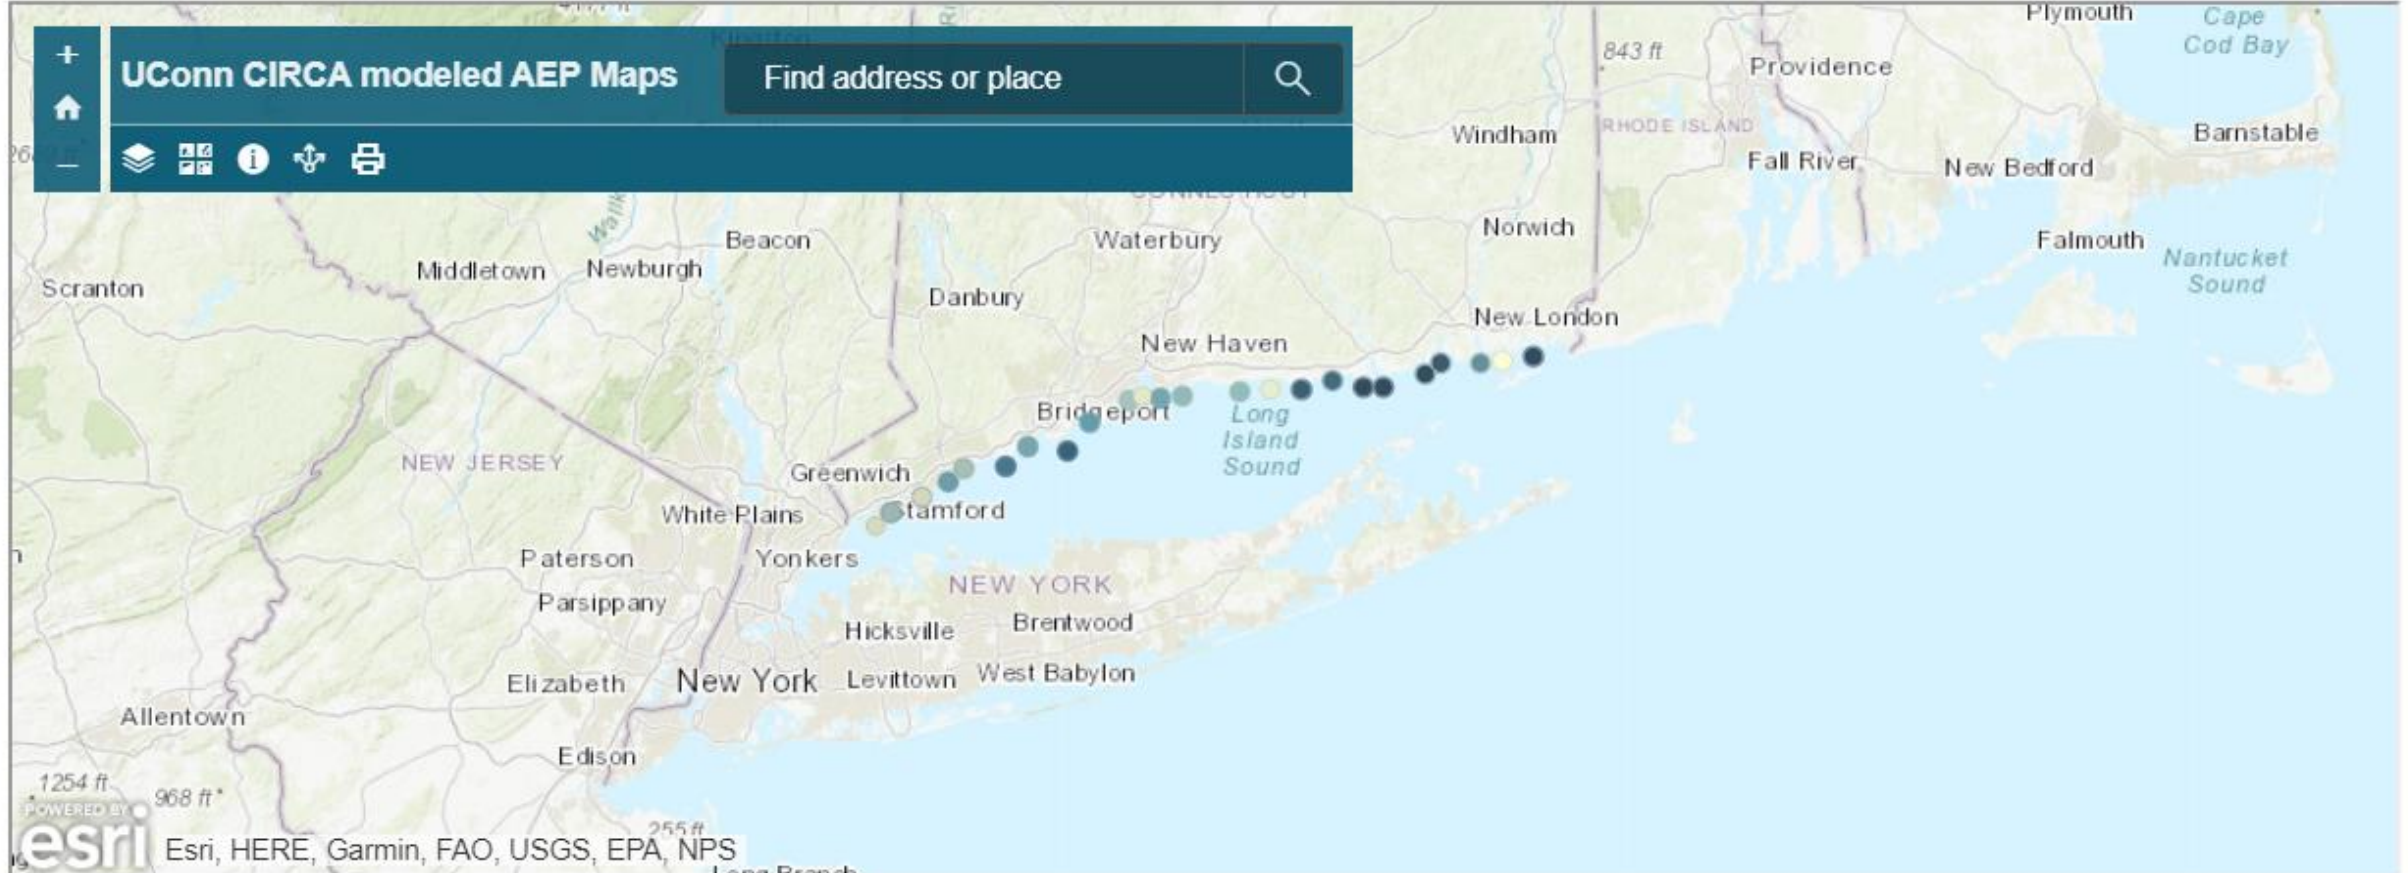 Plymouth
Cape
Cod Bay
+
UConn CIRCA modeled AEP Maps
Find address or place
843 ft
Providence
Windham
RHODE ISLAND
Barnstable
Fall River
New Bedford
CONNECTICUT
Norwich
Beacon
Waterbury
Falmouth
Nantucket
Sound
Middletown
Newburgh
Scranton
Danbury
New London
New Haven
Bridgeport
Long
Island
Sound
NEW JERSEY
Greenwich
White Plains
Stamford
Paterson
Yonkers
NEW YORK
Parsippany
Hicksville
Brentwood
Elizabeth
New York
Levittown
West Babylon
Allentown
Edison
1254 ft
968 ft
POWERED BY
esri
255 ft
Esri, HERE, Garmin, FAO, USGS, EPA, NPS
Long Branch